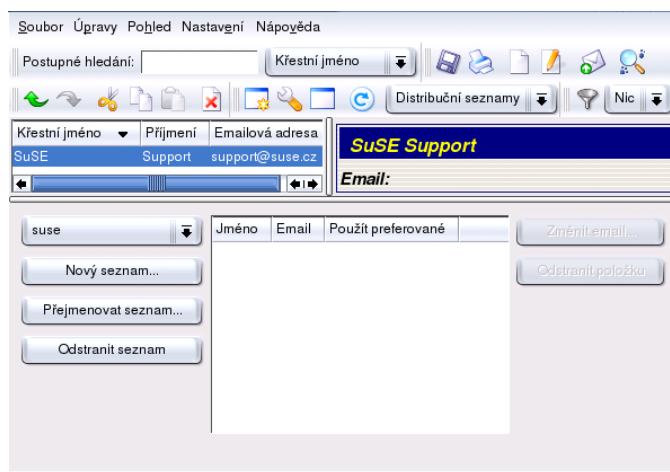 Soubor Úpravy Pohled Nastavení Nápověda
Postupné hledání: Křestní jméno
Distribuční seznamy Nic
Křestní jméno Příjmení Emailová adresa
SuSE Support support@suse.cz
SuSE Support
Email:
suse
Jméno Email Použít preferované
Změnit email...
Nový seznam...
Odstranit položku
Přejmenovat seznam...
Odstranit seznam